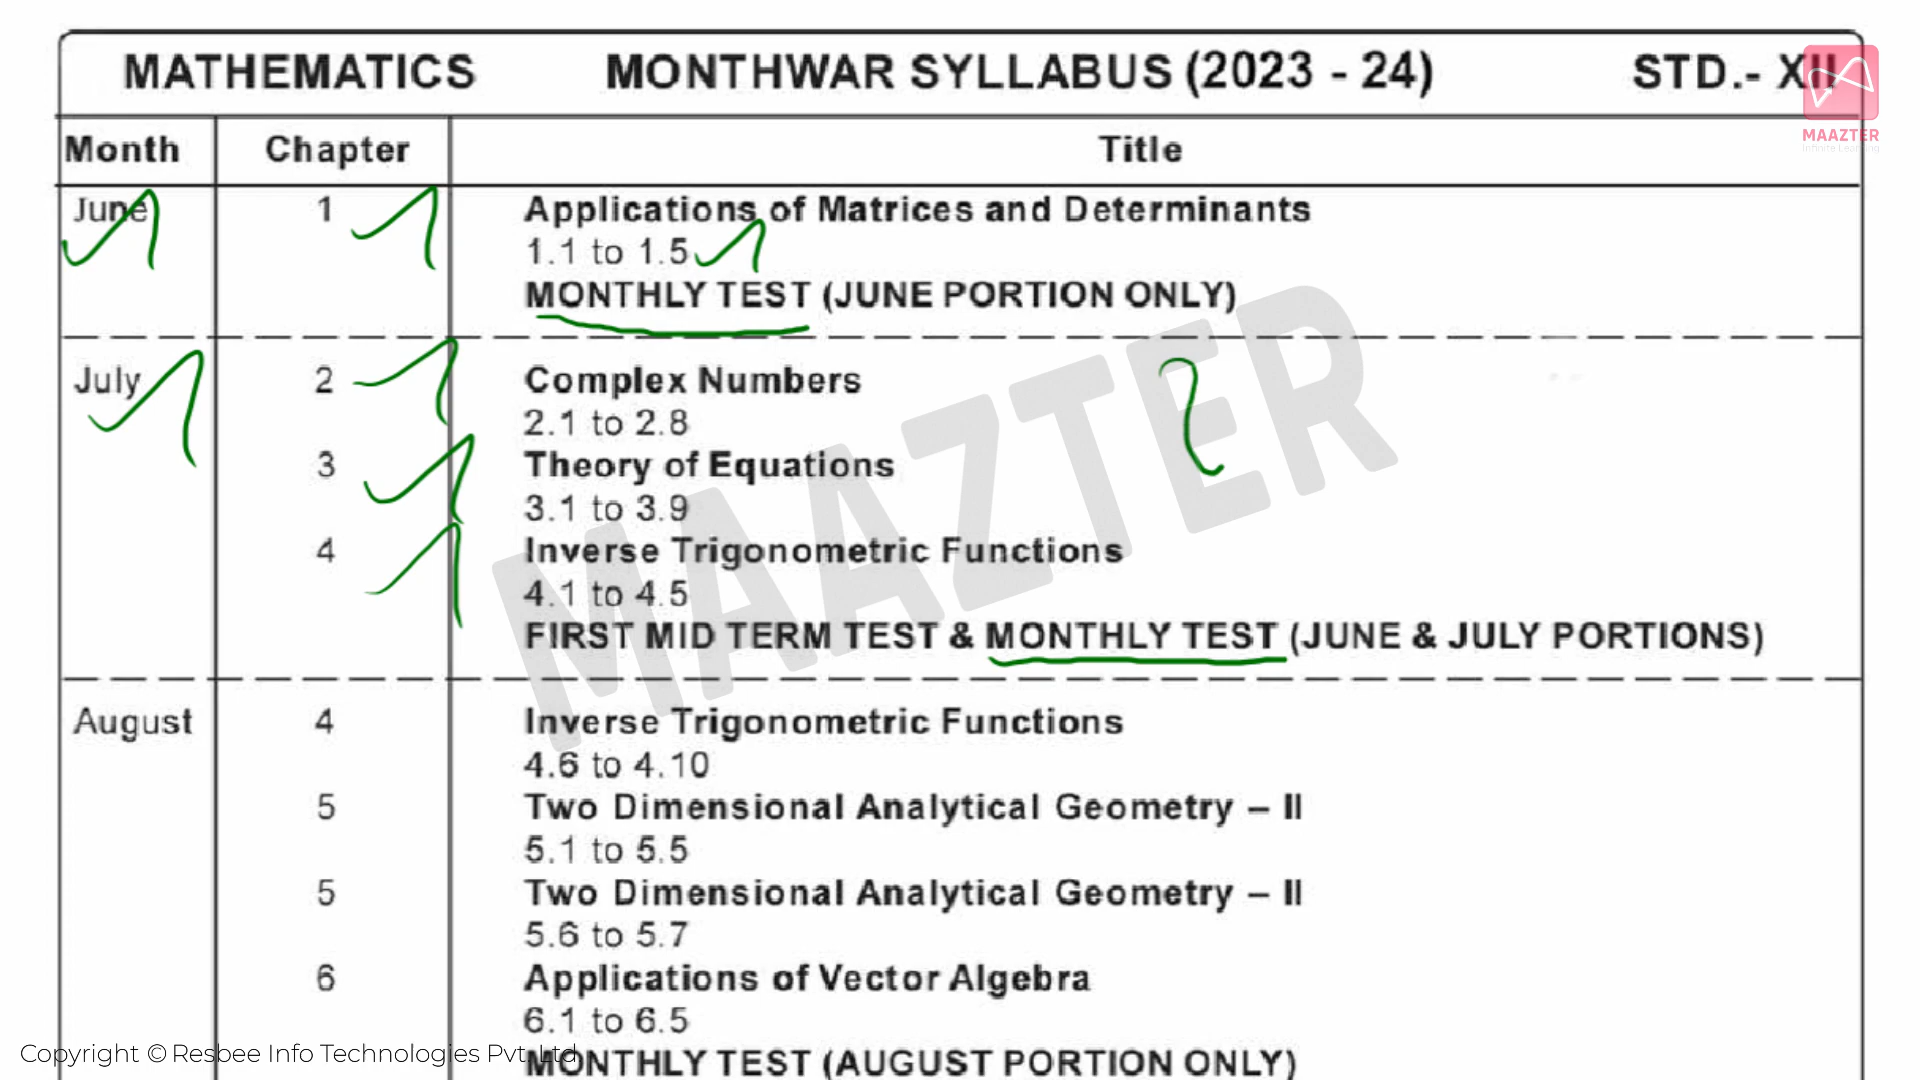 MATHEMATICS MONTHWAR SYLLABUS (2023 - 24) STD.- XII
MAAZTER
Infinite Learning
Month Chapter Title
June 1 Applications of Matrices and Determinants
1.1 to 1.5
MONTHLY TEST (JUNE PORTION ONLY)
July 2 Complex Numbers
2.1 to 2.8
3 Theory of Equations
3.1 to 3.9
4 Inverse Trigonometric Functions
4.1 to 4.5
FIRST MID TERM TEST & MONTHLY TEST (JUNE & JULY PORTIONS)
MAAZTER
August 4 Inverse Trigonometric Functions
4.6 to 4.10
5 Two Dimensional Analytical Geometry – II
5.1 to 5.5
5 Two Dimensional Analytical Geometry – II
5.6 to 5.7
6 Applications of Vector Algebra
6.1 to 6.5
MONTHLY TEST (AUGUST PORTION ONLY)
Copyright © Resbee Info Technologies Pvt. Ltd